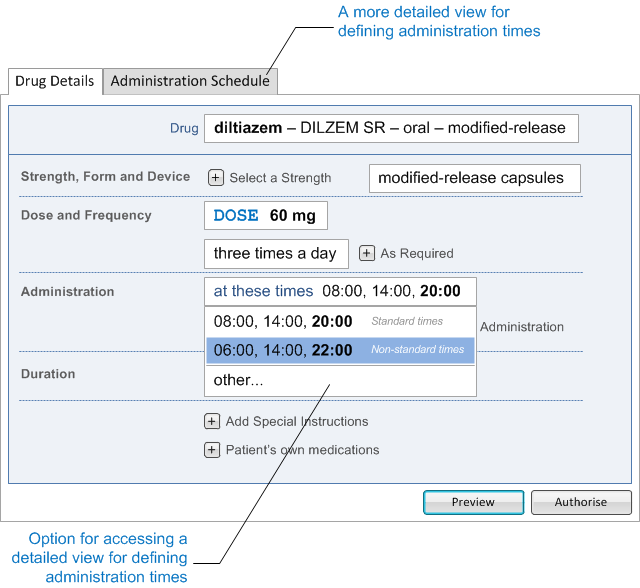 A more detailed view for
defining administration times
Drug Details
Administration Schedule
Drug
diltiazem – DILZEM SR – oral – modified-release
Strength, Form and Device
+ Select a Strength
modified-release capsules
Dose and Frequency
DOSE 60 mg
three times a day
+ As Required
Administration
at these times 08:00, 14:00, 20:00
08:00, 14:00, 20:00 Standard times
Administration
06:00, 14:00, 22:00 Non-standard times
Duration
other...
+ Add Special Instructions
+ Patient's own medications
Preview
Authorise
Option for accessing a
detailed view for defining
administration times